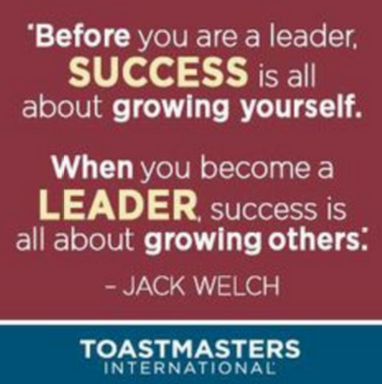 "Before you are a leader,
SUCCESS is all
about growing yourself.
When you become a
LEADER, success is
all about growing others."
– JACK WELCH
TOASTMASTERS
INTERNATIONAL